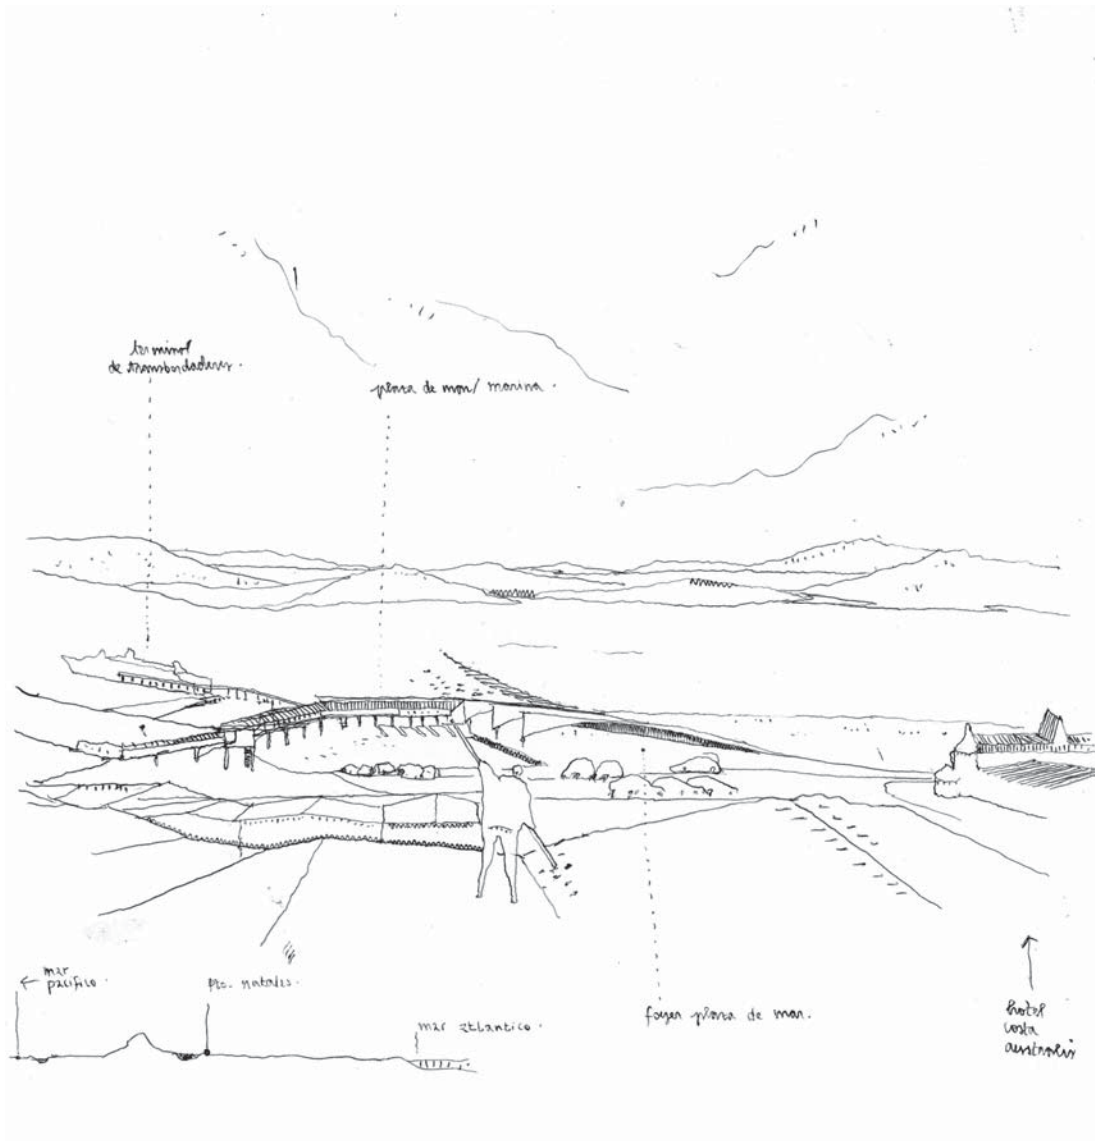 terminal
de transbordadores.
plaza de mar/ marina.
← mar
pacifico.
pto. natales.
mar atlantico.
foyer plaza de mar.
hotel
costa
australis